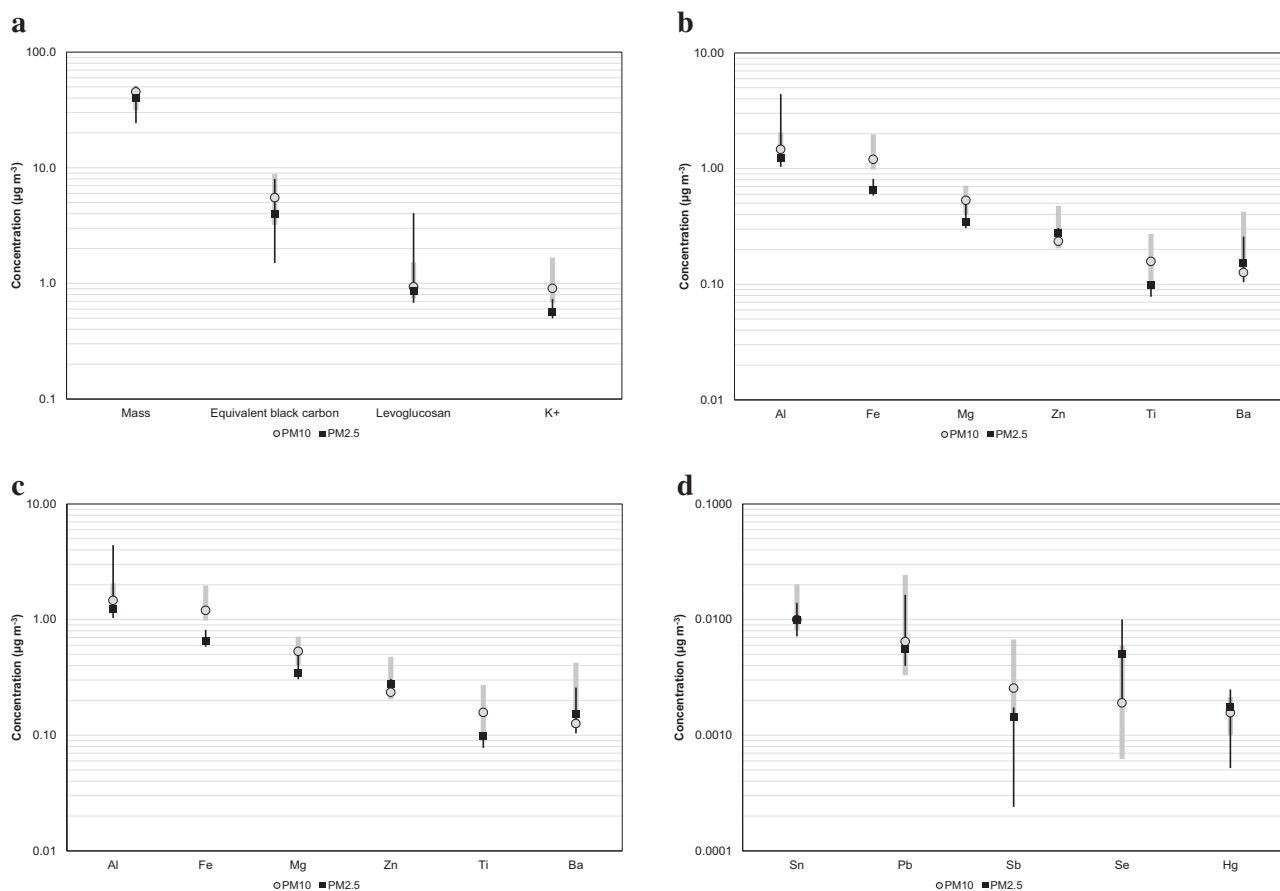 a
100.0
10.0
1.0
0.1
Concentration (µg m⁻³)
Mass Equivalent black carbon Levoglucosan K+
PM10 PM2.5
b
10.00
1.00
0.10
0.01
Concentration (µg m⁻³)
Al Fe Mg Zn Ti Ba
PM10 PM2.5
c
10.00
1.00
0.10
0.01
Concentration (µg m⁻³)
Al Fe Mg Zn Ti Ba
PM10 PM2.5
d
0.1000
0.0100
0.0010
0.0001
Concentration (µg m⁻³)
Sn Pb Sb Se Hg
PM10 PM2.5